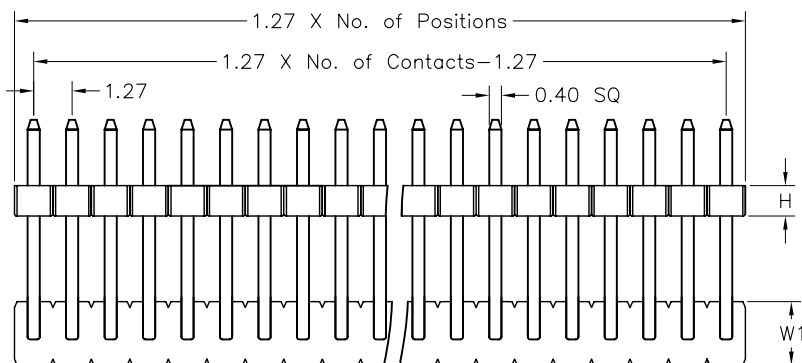 1.27 X No. of Positions
1.27 X No. of Contacts-1.27
1.27
0.40 SQ
H
W1